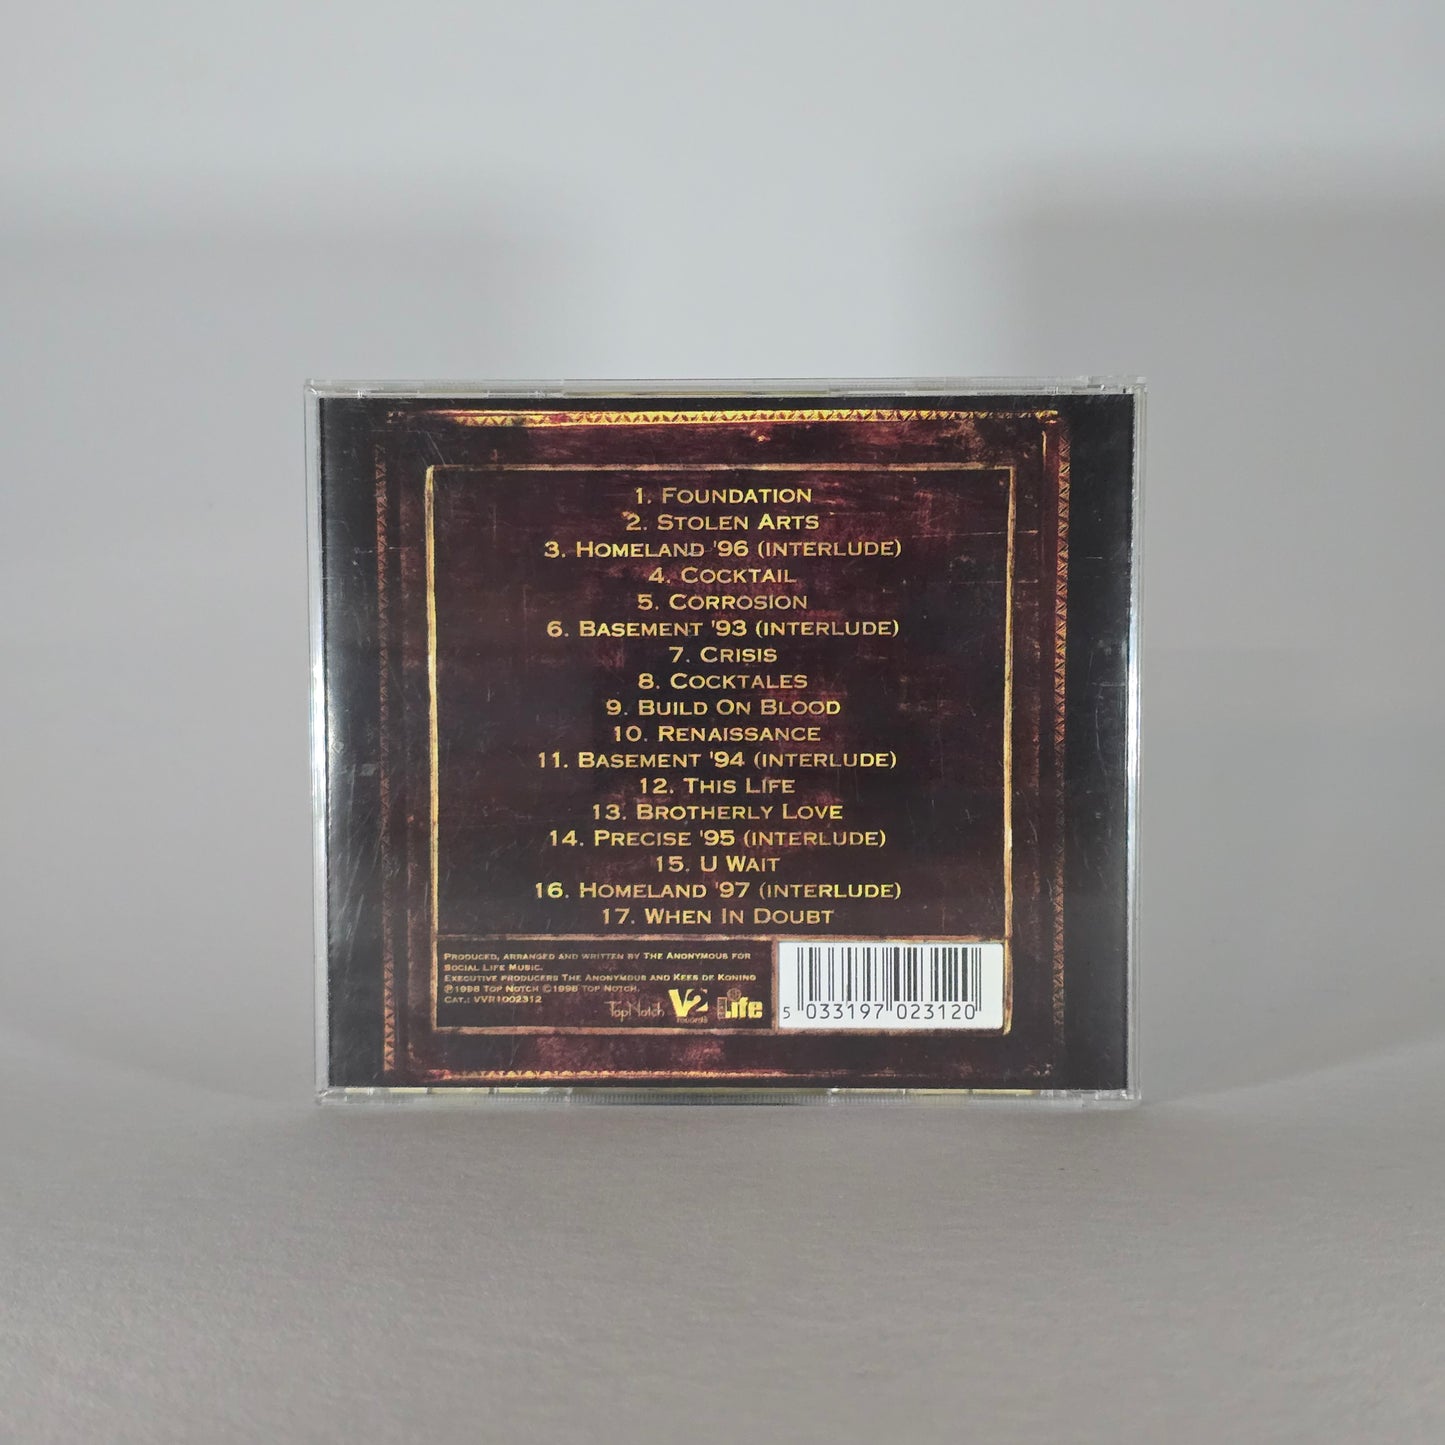 1. Foundation
2. Stolen Arts
3. Homeland '96 (interlude)
4. Cocktail
5. Corrosion
6. Basement '93 (interlude)
7. Crisis
8. Cocktales
9. Build On Blood
10. Renaissance
11. Basement '94 (interlude)
12. This Life
13. Brotherly Love
14. Precise '95 (interlude)
15. U Wait
16. Homeland '97 (interlude)
17. When In Doubt
Produced, arranged and written by The Anonymous for
Social Life Music.
Executive producers The Anonymous and Kees de Koning
℗1998 Top Notch ©1998 Top Notch.
Cat.: VVR1002312
TopNotch V2 records Life
5 033197 023120